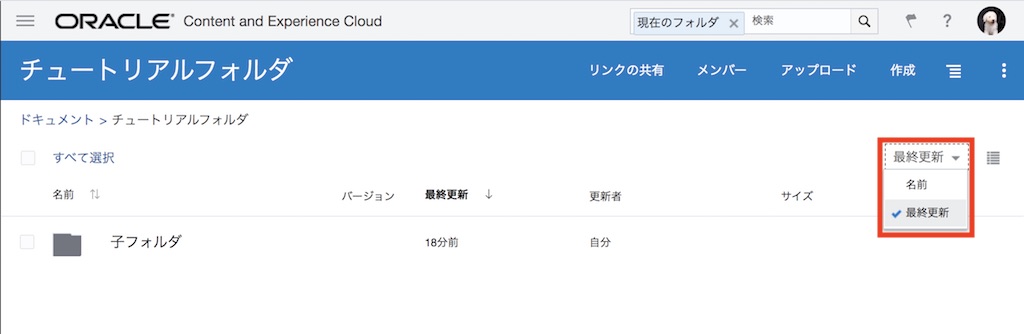 ORACLE® Content and Experience Cloud
現在のフォルダ × 検索
?
チュートリアルフォルダ
リンクの共有 メンバー アップロード 作成
ドキュメント > チュートリアルフォルダ
すべて選択
最終更新
名前
最終更新
名前 バージョン 最終更新 更新者 サイズ
子フォルダ 18分前 自分